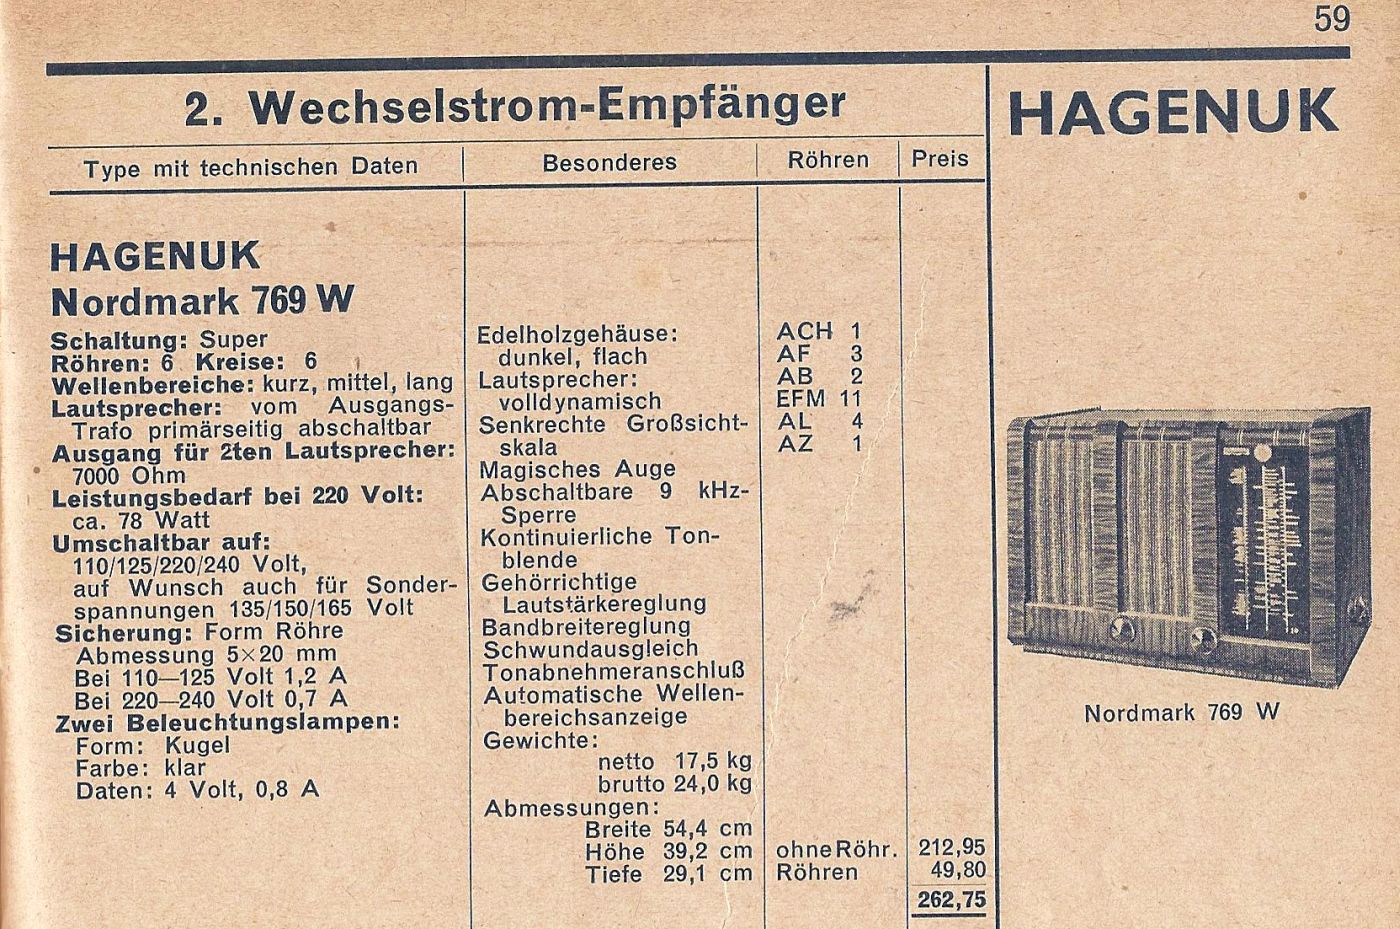 59
2. Wechselstrom-Empfänger
HAGENUK
Type mit technischen Daten
Besonderes
Röhren
Preis
HAGENUK
Nordmark 769 W
Schaltung: Super
Röhren: 6 Kreise: 6
Wellenbereiche: kurz, mittel, lang
Lautsprecher: vom Ausgangs-
Trafo primärseitig abschaltbar
Ausgang für 2ten Lautsprecher:
7000 Ohm
Leistungsbedarf bei 220 Volt:
ca. 78 Watt
Umschaltbar auf:
110/125/220/240 Volt,
auf Wunsch auch für Sonder-
spannungen 135/150/165 Volt
Sicherung: Form Röhre
Abmessung 5×20 mm
Bei 110—125 Volt 1,2 A
Bei 220—240 Volt 0,7 A
Zwei Beleuchtungslampen:
Form: Kugel
Farbe: klar
Daten: 4 Volt, 0,8 A
Edelholzgehäuse:
dunkel, flach
Lautsprecher:
volldynamisch
Senkrechte Großsicht-
skala
Magisches Auge
Abschaltbare 9 kHz-
Sperre
Kontinuierliche Ton-
blende
Gehörrichtige
Lautstärkereglung
Bandbreitereglung
Schwundausgleich
Tonabnehmeranschluß
Automatische Wellen-
bereichsanzeige
Gewichte:
netto 17,5 kg
brutto 24,0 kg
Abmessungen:
Breite 54,4 cm
Höhe 39,2 cm
Tiefe 29,1 cm
ACH 1
AF 3
AB 2
EFM 11
AL 4
AZ 1
ohne Röhr. 212,95
Röhren 49,80
262,75
Nordmark 769 W